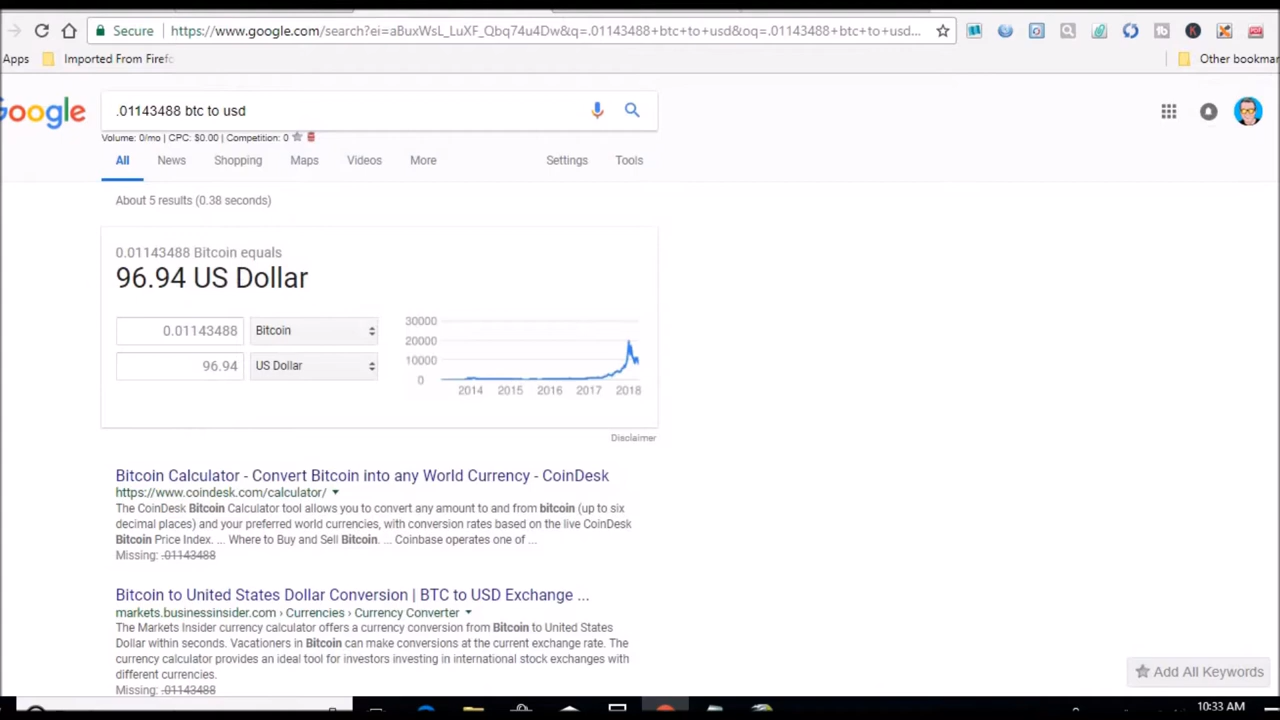 Secure https://www.google.com/search?ei=aBuxWsL_LuXF_Qbq74u4Dw&q=.01143488+btc+to+usd&oq=.01143488+btc+to+usd...
Apps Imported From Firefo Other bookmar
oogle .01143488 btc to usd
Volume: 0/mo | CPC: $0.00 | Competition: 0
All News Shopping Maps Videos More Settings Tools
About 5 results (0.38 seconds)
0.01143488 Bitcoin equals
96.94 US Dollar
0.01143488 Bitcoin
96.94 US Dollar
30000
20000
10000
0
2014 2015 2016 2017 2018
Disclaimer
Bitcoin Calculator - Convert Bitcoin into any World Currency - CoinDesk
https://www.coindesk.com/calculator/
The CoinDesk Bitcoin Calculator tool allows you to convert any amount to and from bitcoin (up to six
decimal places) and your preferred world currencies, with conversion rates based on the live CoinDesk
Bitcoin Price Index. ... Where to Buy and Sell Bitcoin. ... Coinbase operates one of ...
Missing: .01143488
Bitcoin to United States Dollar Conversion | BTC to USD Exchange ...
markets.businessinsider.com › Currencies › Currency Converter
The Markets Insider currency calculator offers a currency conversion from Bitcoin to United States
Dollar within seconds. Vacationers in Bitcoin can make conversions at the current exchange rate. The
currency calculator provides an ideal tool for investors investing in international stock exchanges with
different currencies.
Missing: .01143488
Add All Keywords
10:33 AM